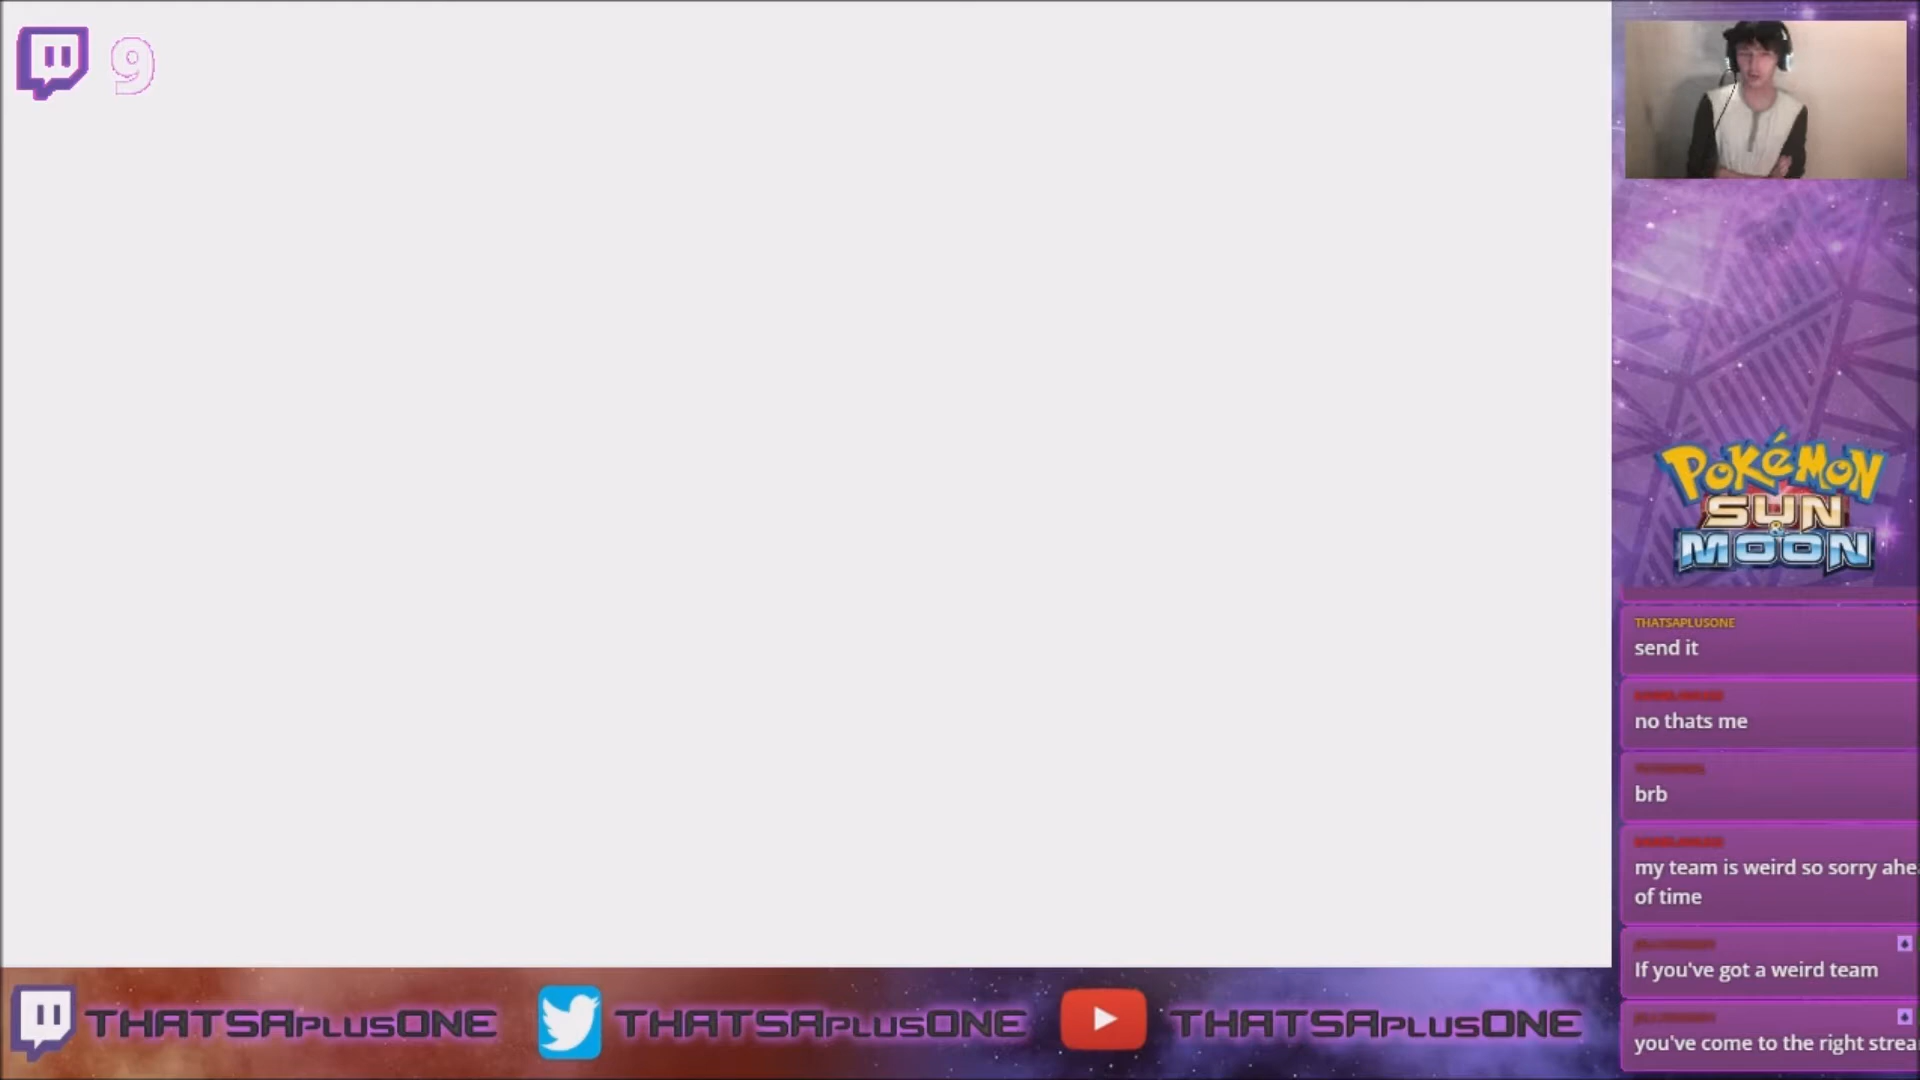 9
POKéMON
SUN
&
MOON
THATSAPLUSONE
send it
no thats me
brb
my team is weird so sorry ahe
of time
If you've got a weird team
you've come to the right strea
THATSAPLUSONE
THATSAPLUSONE
THATSAPLUSONE